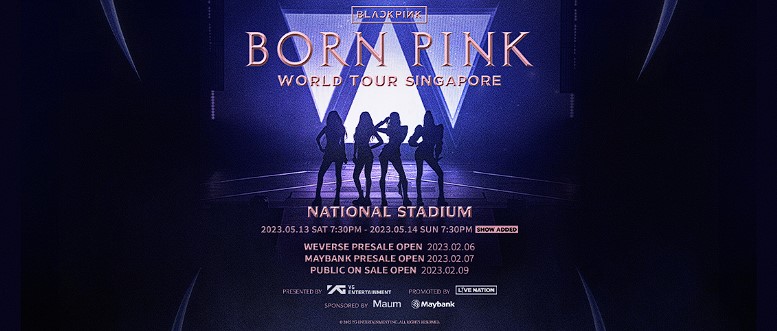 BLACKPINK
BORN PINK
WORLD TOUR SINGAPORE
NATIONAL STADIUM
2023.05.13 SAT 7:30PM - 2023.05.14 SUN 7:30PM SHOW ADDED
WEVERSE PRESALE OPEN 2023.02.06
MAYBANK PRESALE OPEN 2023.02.07
PUBLIC ON SALE OPEN 2023.02.09
PRESENTED BY YG ENTERTAINMENT PROMOTED BY LIVE NATION
SPONSORED BY Maum Maybank